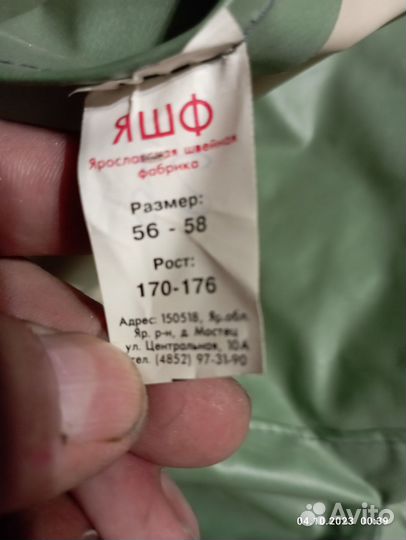 ЯШФ
Ярославская швейная
фабрика
Размер:
56 - 58
Рост:
170-176
Адрес: 150518, Яр.обл.
Яр. р-н, д. Мостец
ул. Центральная, 10А
тел. (4852) 97-31-90
04.10.2023 00:39
Avito